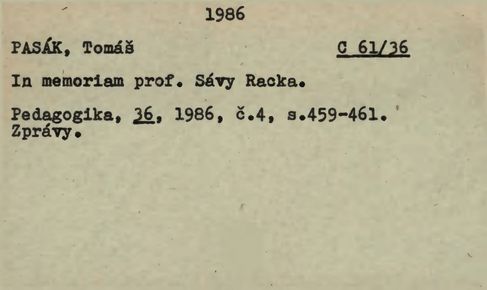 1986
PASÁK, Tomáš C 61/36
In memoriam prof. Sávy Racka.
Pedagogika, 36, 1986, č.4, s.459-461.
Zprávy.